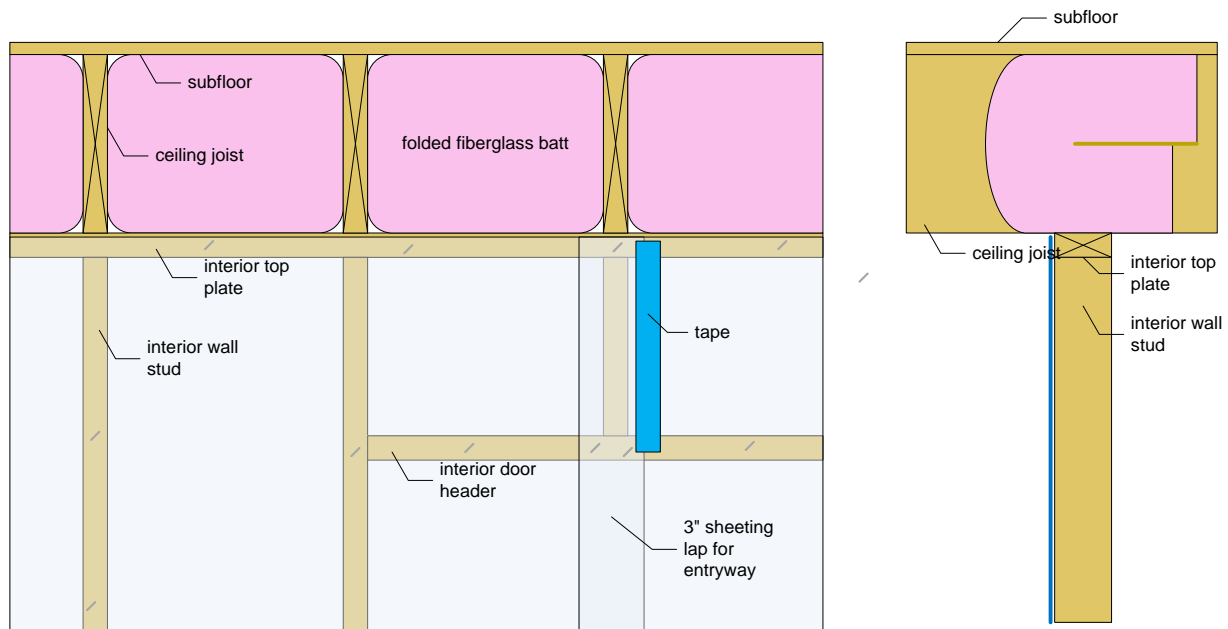 subfloor
subfloor
ceiling joist
folded fiberglass batt
ceiling joist
interior top
plate
interior top
plate
interior wall
stud
tape
interior wall
stud
interior door
header
3" sheeting
lap for
entryway